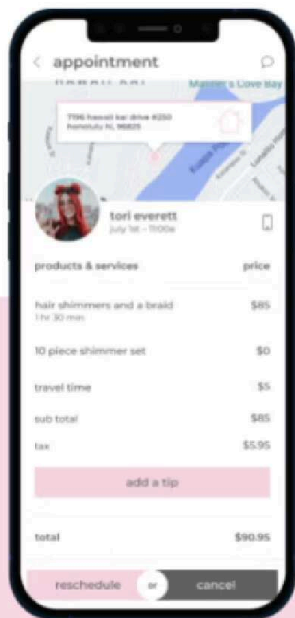 appointment
Mariner's Cove Bay
7196 hawaii kai drive #250
honolulu hi, 96825
tori everett
july 1st - 11:00a
products & services price
hair shimmers and a braid $85
1 hr 30 min
10 piece shimmer set $0
travel time $5
sub total $85
tax $5.95
add a tip
total $90.95
reschedule or cancel